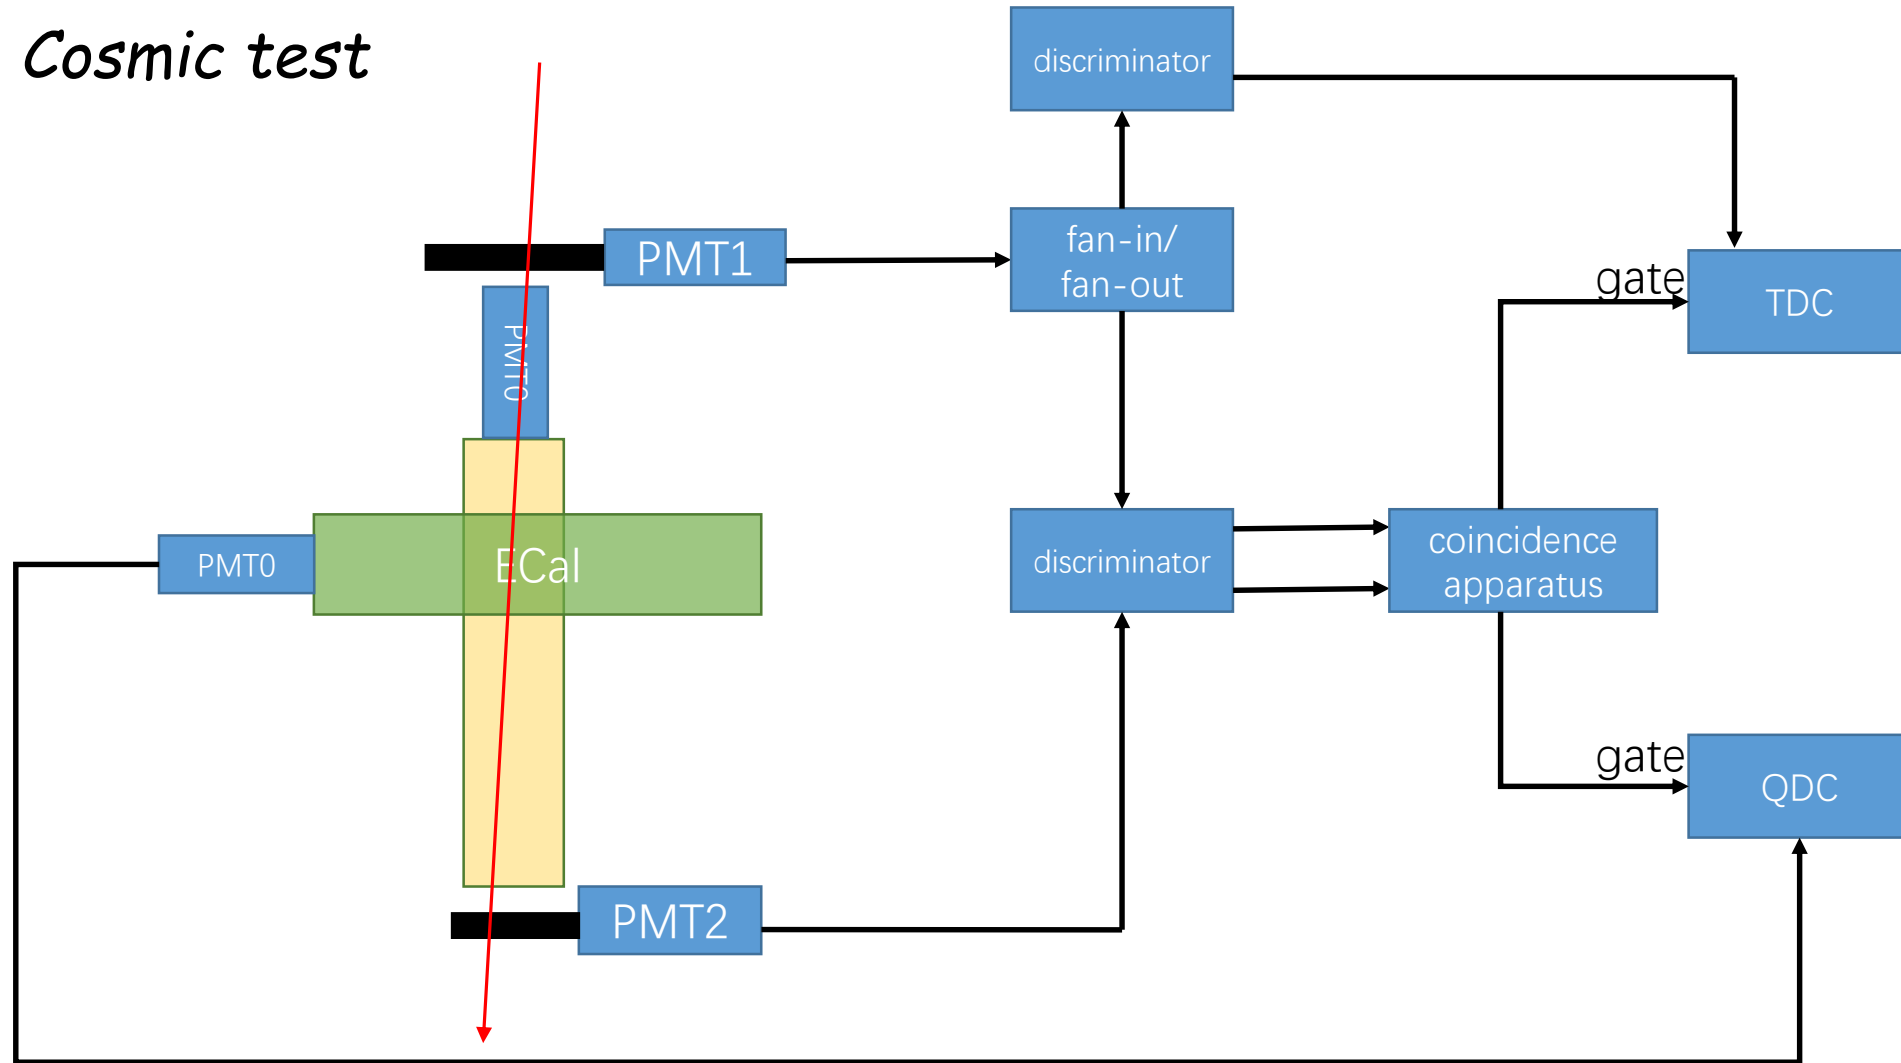 Cosmic test
discriminator
PMT1
fan-in/
fan-out
gate
TDC
PMT0
PMT0
ECal
discriminator
coincidence
apparatus
gate
QDC
PMT2